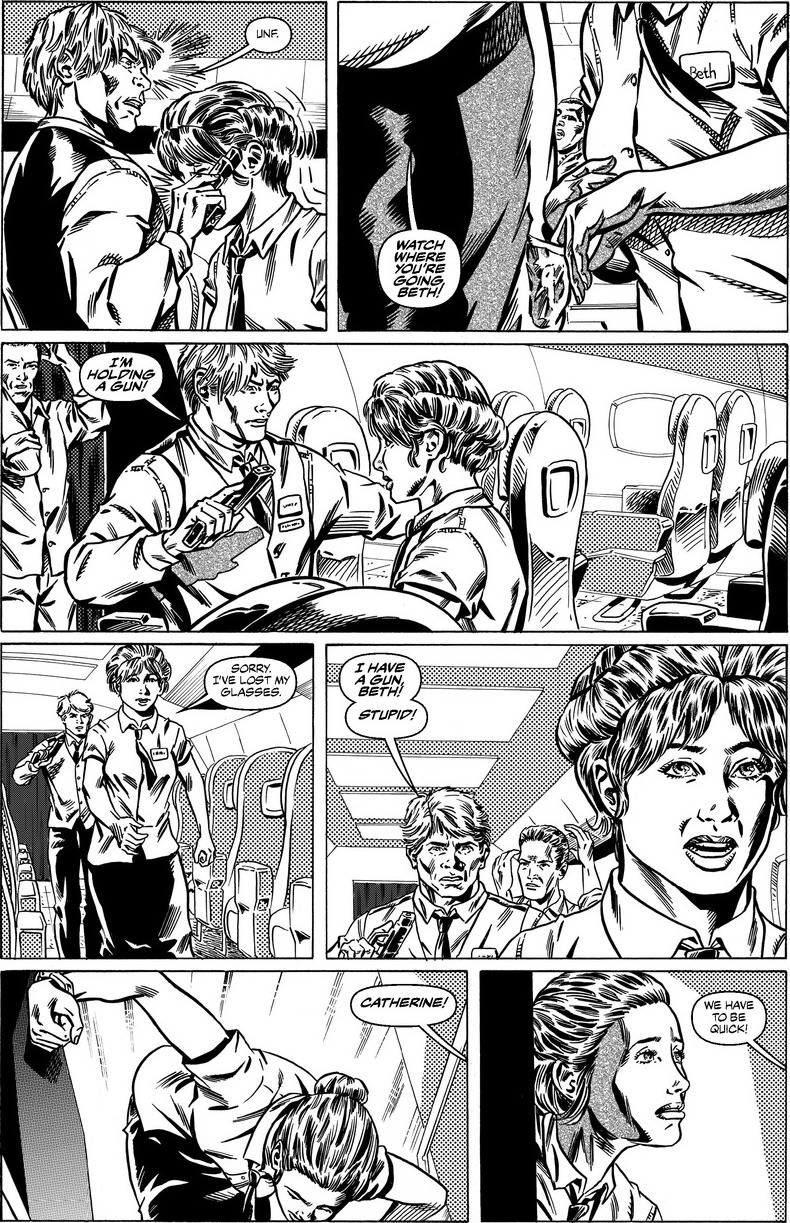 UNF.
Beth
WATCH
WHERE
YOU'RE
GOING,
BETH!
I'M
HOLDING
A GUN!
SORRY.
I'VE LOST MY
GLASSES.
I HAVE
A GUN,
BETH!
STUPID!
CATHERINE!
WE HAVE
TO BE
QUICK!